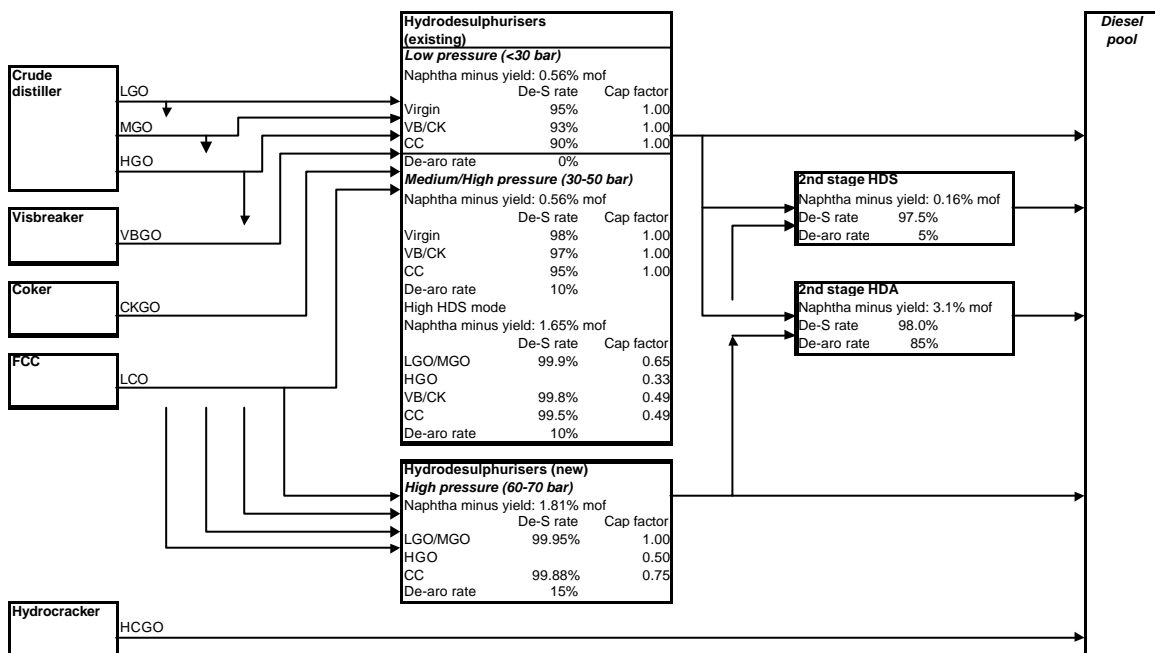 Crude
distiller
LGO
MGO
HGO
Visbreaker
VBGO
Coker
CKGO
FCC
LCO
Hydrocracker
HCGO
Hydrodesulphurisers
(existing)
Low pressure (<30 bar)
Naphtha minus yield: 0.56% mof
De-S rate Cap factor
Virgin 95% 1.00
VB/CK 93% 1.00
CC 90% 1.00
De-aro rate 0%
Medium/High pressure (30-50 bar)
Naphtha minus yield: 0.56% mof
De-S rate Cap factor
Virgin 98% 1.00
VB/CK 97% 1.00
CC 95% 1.00
De-aro rate 10%
High HDS mode
Naphtha minus yield: 1.65% mof
De-S rate Cap factor
LGO/MGO 99.9% 0.65
HGO 0.33
VB/CK 99.8% 0.49
CC 99.5% 0.49
De-aro rate 10%
Hydrodesulphurisers (new)
High pressure (60-70 bar)
Naphtha minus yield: 1.81% mof
De-S rate Cap factor
LGO/MGO 99.95% 1.00
HGO 0.50
CC 99.88% 0.75
De-aro rate 15%
2nd stage HDS
Naphtha minus yield: 0.16% mof
De-S rate 97.5%
De-aro rate 5%
2nd stage HDA
Naphtha minus yield: 3.1% mof
De-S rate 98.0%
De-aro rate 85%
Diesel
pool